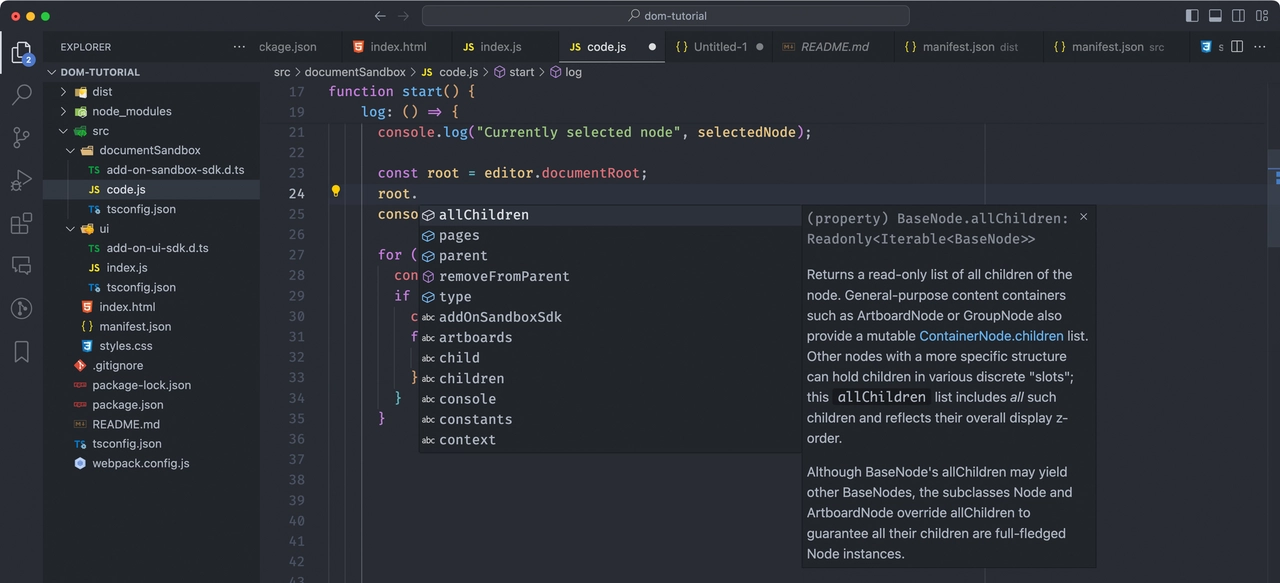 dom-tutorial
EXPLORER
ckage.json
index.html
JS index.js
JS code.js
{ } Untitled-1
README.md
{ } manifest.json dist
{ } manifest.json src
s
2
DOM-TUTORIAL
src > documentSandbox > JS code.js > start > log
dist
node_modules
src
documentSandbox
TS add-on-sandbox-sdk.d.ts
JS code.js
TS tsconfig.json
ui
TS add-on-ui-sdk.d.ts
JS index.js
TS tsconfig.json
index.html
{ } manifest.json
styles.css
.gitignore
package-lock.json
package.json
README.md
tsconfig.json
webpack.config.js
17 function start() {
19 log: () => {
21 console.log("Currently selected node", selectedNode);
22
23 const root = editor.documentRoot;
24 root.
25 conso
26
27 for (
28 con
29 if
30 c
31 f
32
33 }
34 }
35 }
36
37
38
39
40
41
42
43
allChildren
pages
parent
removeFromParent
type
abc addOnSandboxSdk
abc artboards
abc child
abc children
abc console
abc constants
abc context
(property) BaseNode.allChildren:
Readonly<Iterable<BaseNode>>
Returns a read-only list of all children of the
node. General-purpose content containers
such as ArtboardNode or GroupNode also
provide a mutable ContainerNode.children list.
Other nodes with a more specific structure
can hold children in various discrete "slots";
this allChildren list includes all such
children and reflects their overall display z-
order.
Although BaseNode's allChildren may yield
other BaseNodes, the subclasses Node and
ArtboardNode override allChildren to
guarantee all their children are full-fledged
Node instances.